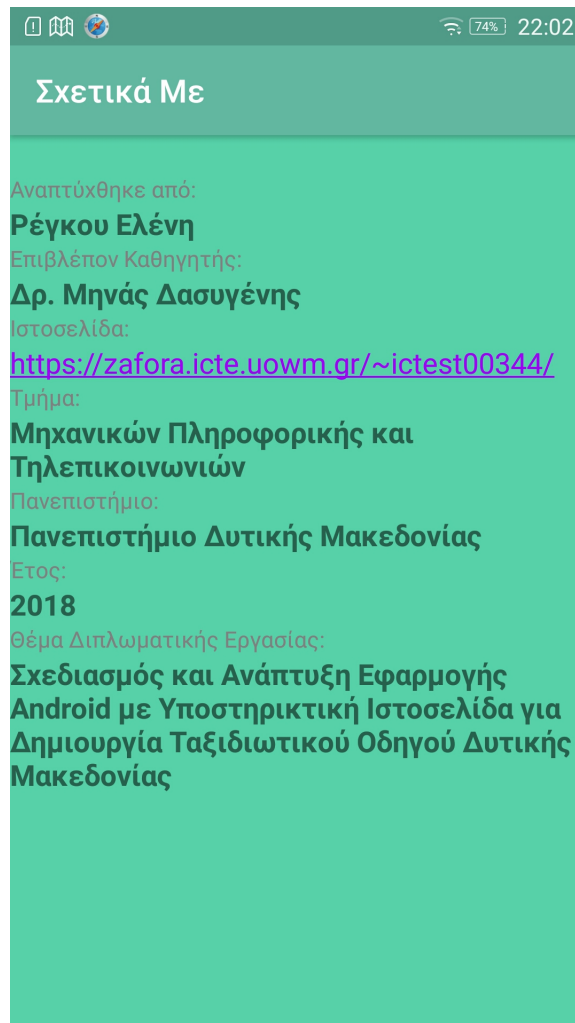 74% 22:02
Σχετικά Με
Αναπτύχθηκε από:
Ρέγκου Ελένη
Επιβλέπον Καθηγητής:
Δρ. Μηνάς Δασυγένης
Ιστοσελίδα:
https://zafora.icte.uowm.gr/~ictest00344/
Τμήμα:
Μηχανικών Πληροφορικής και
Τηλεπικοινωνιών
Πανεπιστήμιο:
Πανεπιστήμιο Δυτικής Μακεδονίας
Έτος:
2018
Θέμα Διπλωματικής Εργασίας:
Σχεδιασμός και Ανάπτυξη Εφαρμογής
Android με Υποστηρικτική Ιστοσελίδα για
Δημιουργία Ταξιδιωτικού Οδηγού Δυτικής
Μακεδονίας